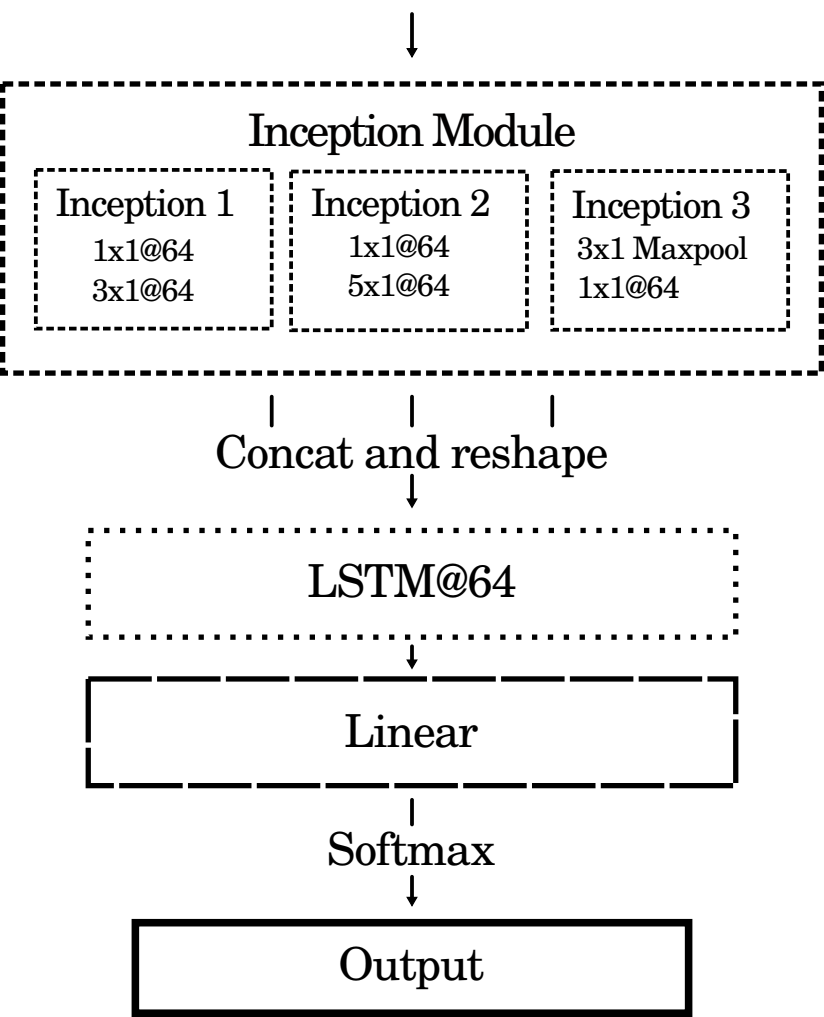 Inception Module
Inception 1
1x1@64
3x1@64
Inception 2
1x1@64
5x1@64
Inception 3
3x1 Maxpool
1x1@64
Concat and reshape
LSTM@64
Linear
Softmax
Output